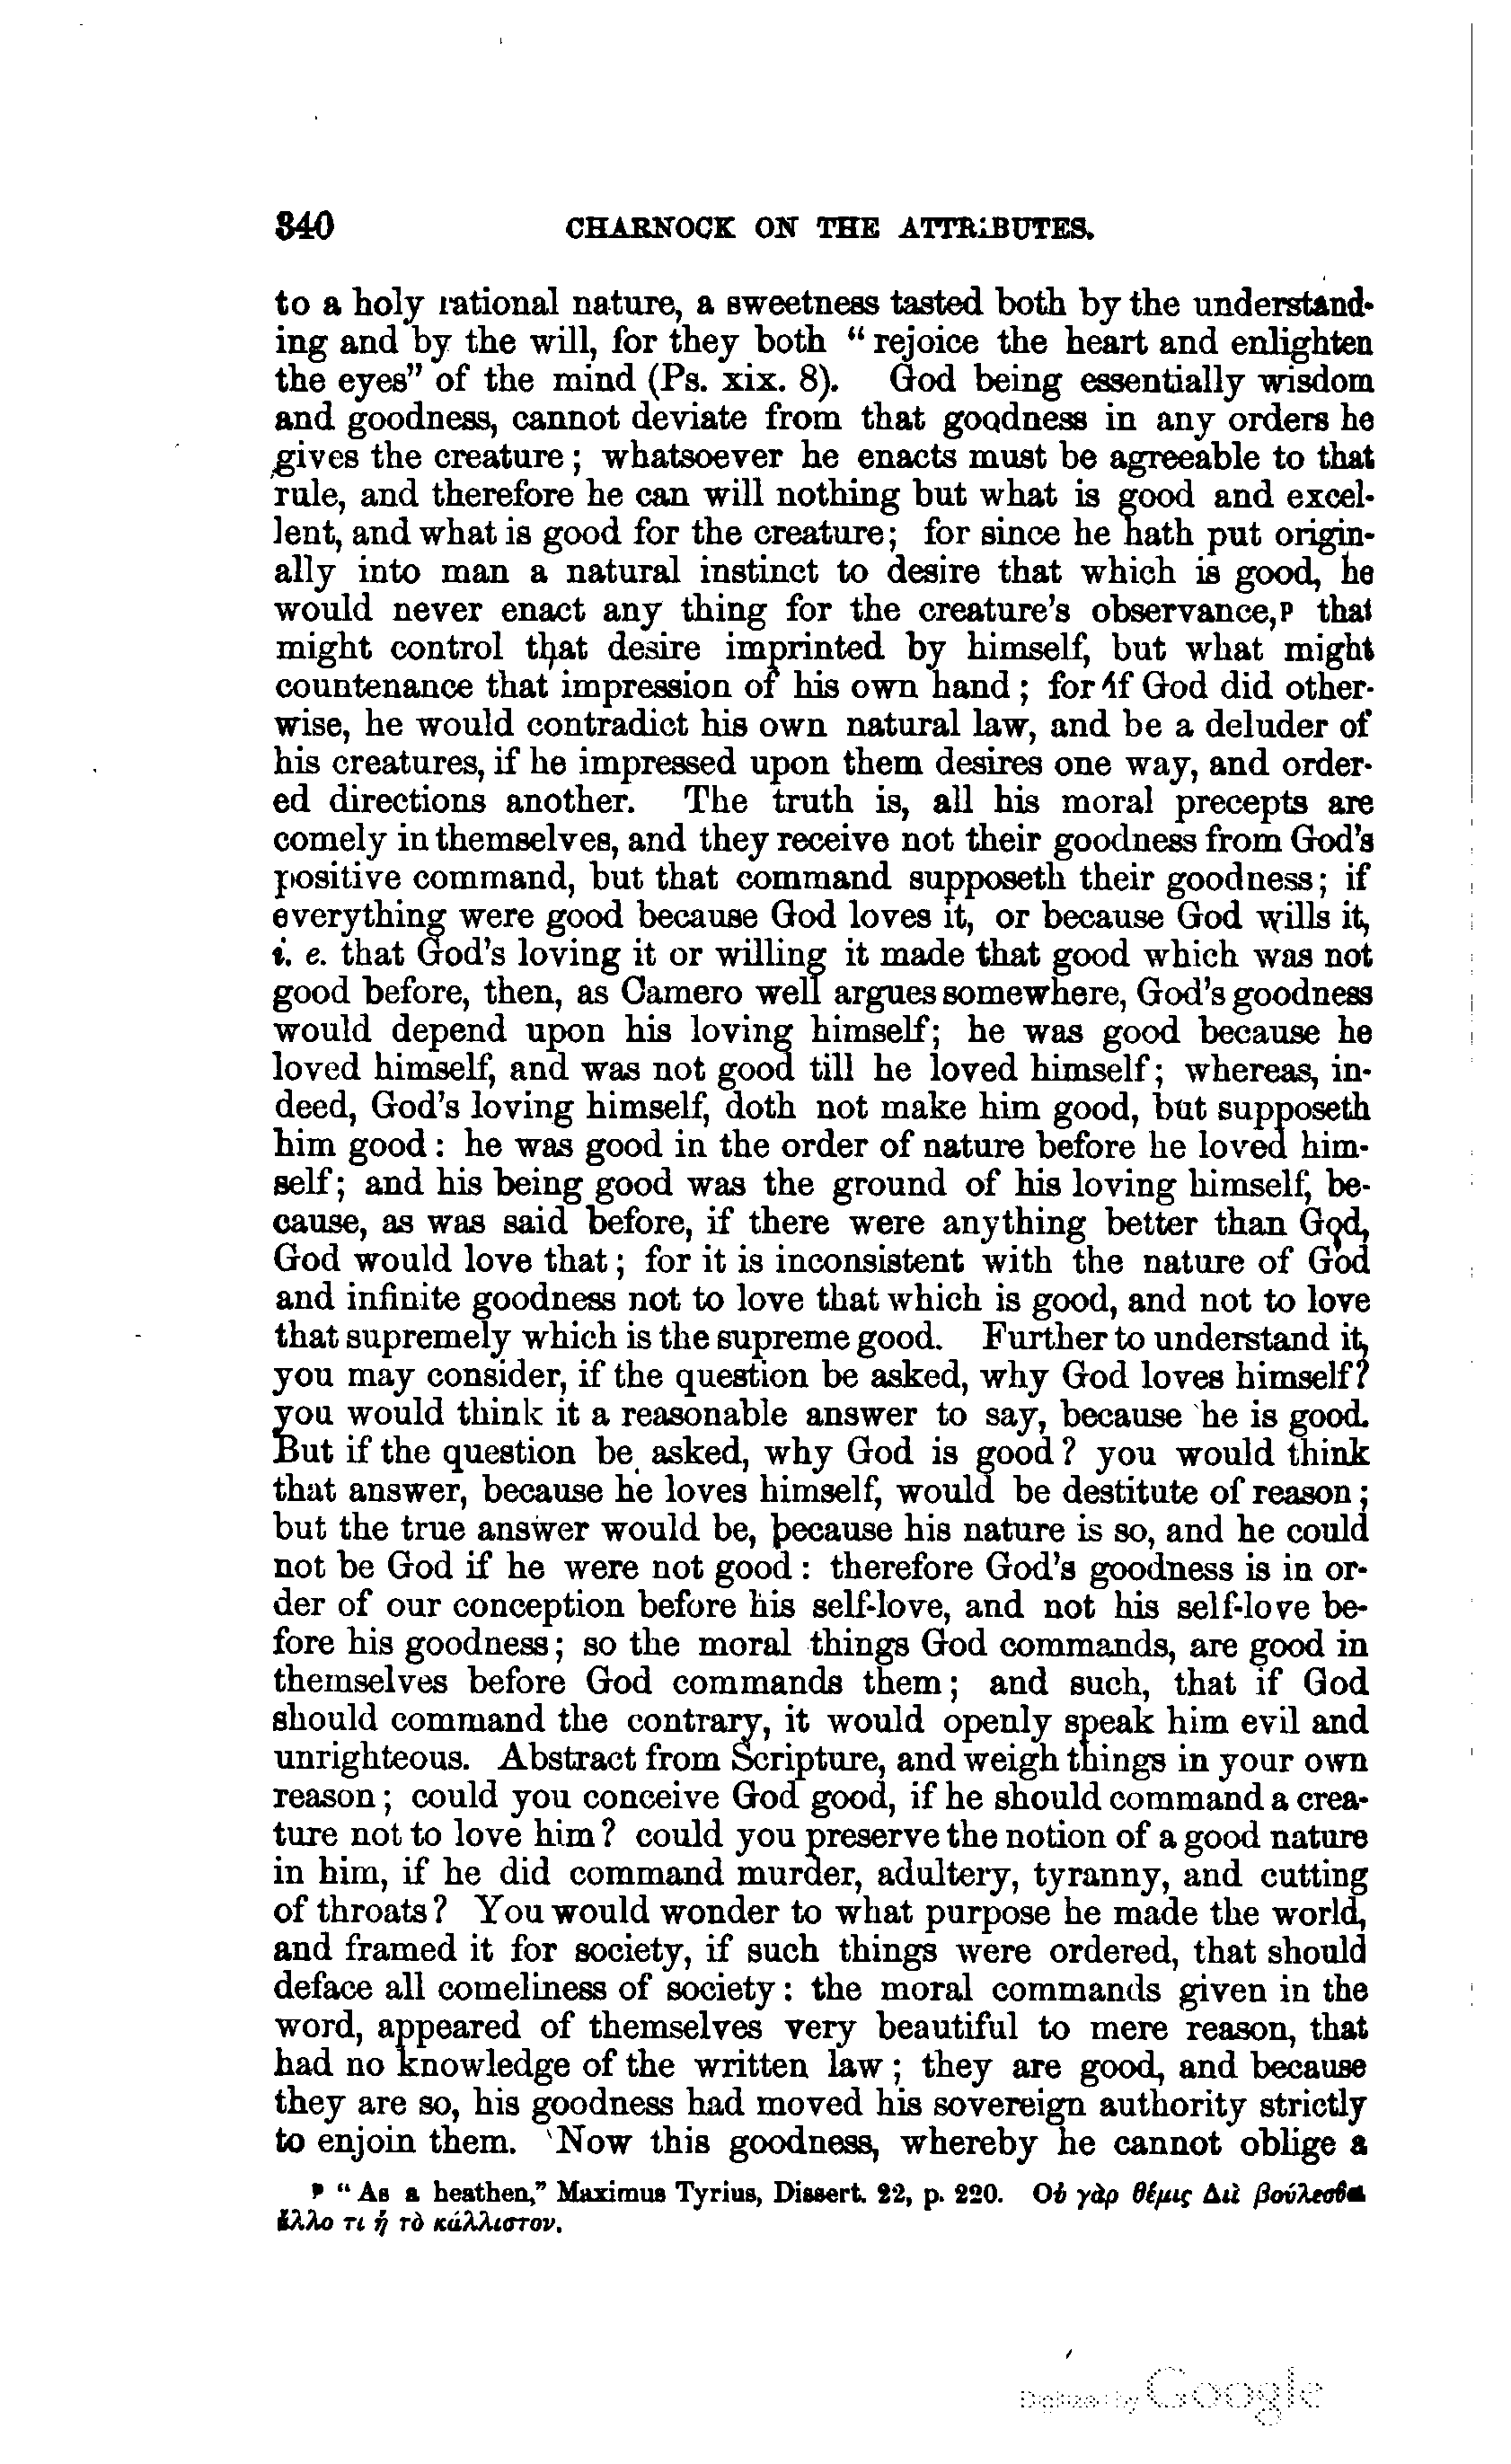 340 CHARNOCK ON THE ATTRIBUTES.
to a holy rational nature, a sweetness tasted both by the understand-
ing and by the will, for they both “rejoice the heart and enlighten
the eyes” of the mind (Ps. xix. 8). God being essentially wisdom
and goodness, cannot deviate from that goodness in any orders he
gives the creature; whatsoever he enacts must be agreeable to that
rule, and therefore he can will nothing but what is good and excel-
lent, and what is good for the creature; for since he hath put origin-
ally into man a natural instinct to desire that which is good, he
would never enact any thing for the creature's observance,p that
might control that desire imprinted by himself, but what might
countenance that impression of his own hand; for if God did other-
wise, he would contradict his own natural law, and be a deluder of
his creatures, if he impressed upon them desires one way, and order-
ed directions another. The truth is, all his moral precepts are
comely in themselves, and they receive not their goodness from God's
positive command, but that command supposeth their goodness; if
everything were good because God loves it, or because God wills it,
i. e. that God's loving it or willing it made that good which was not
good before, then, as Camero well argues somewhere, God's goodness
would depend upon his loving himself; he was good because he
loved himself, and was not good till he loved himself; whereas, in-
deed, God's loving himself, doth not make him good, but supposeth
him good: he was good in the order of nature before he loved him-
self; and his being good was the ground of his loving himself, be-
cause, as was said before, if there were anything better than God,
God would love that; for it is inconsistent with the nature of God
and infinite goodness not to love that which is good, and not to love
that supremely which is the supreme good. Further to understand it,
you may consider, if the question be asked, why God loves himself?
you would think it a reasonable answer to say, because he is good.
But if the question be asked, why God is good? you would think
that answer, because he loves himself, would be destitute of reason;
but the true answer would be, because his nature is so, and he could
not be God if he were not good: therefore God's goodness is in or-
der of our conception before his self-love, and not his self-love be-
fore his goodness; so the moral things God commands, are good in
themselves before God commands them; and such, that if God
should command the contrary, it would openly speak him evil and
unrighteous. Abstract from Scripture, and weigh things in your own
reason; could you conceive God good, if he should command a crea-
ture not to love him? could you preserve the notion of a good nature
in him, if he did command murder, adultery, tyranny, and cutting
of throats? You would wonder to what purpose he made the world,
and framed it for society, if such things were ordered, that should
deface all comeliness of society: the moral commands given in the
word, appeared of themselves very beautiful to mere reason, that
had no knowledge of the written law; they are good, and because
they are so, his goodness had moved his sovereign authority strictly
to enjoin them. Now this goodness, whereby he cannot oblige a
p “As a heathen,” Maximus Tyrius, Dissert. 22, p. 220. Οὐ γὰρ θέμις Διῒ βούλεσθαι
ἄλλο τι ἢ τὸ κάλλιστον.
Digitized by Google